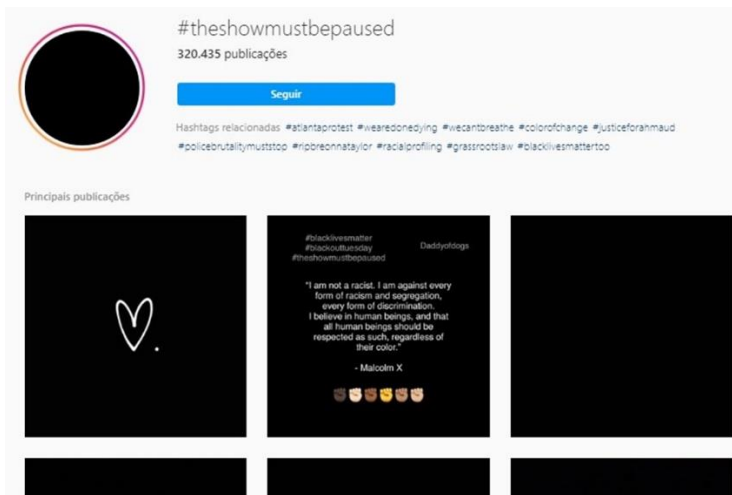 #theshowmustbepaused
320.435 publicações
Seguir
Hashtags relacionadas #atlantaprotest #wearedonedying #wecantbreathe #colorofchange #justiceforahmaud
#policebrutalitymuststop #ripbreonnataylor #racialprofiling #grassrootslaw #blacklivesmattertoo
Principais publicações
#blacklivesmatter
#blackouttuesday
#theshowmustbepaused
Daddyofdogs
"I am not a racist. I am against every
form of racism and segregation,
every form of discrimination.
I believe in human beings, and that
all human beings should be
respected as such, regardless of
their color."
- Malcolm X